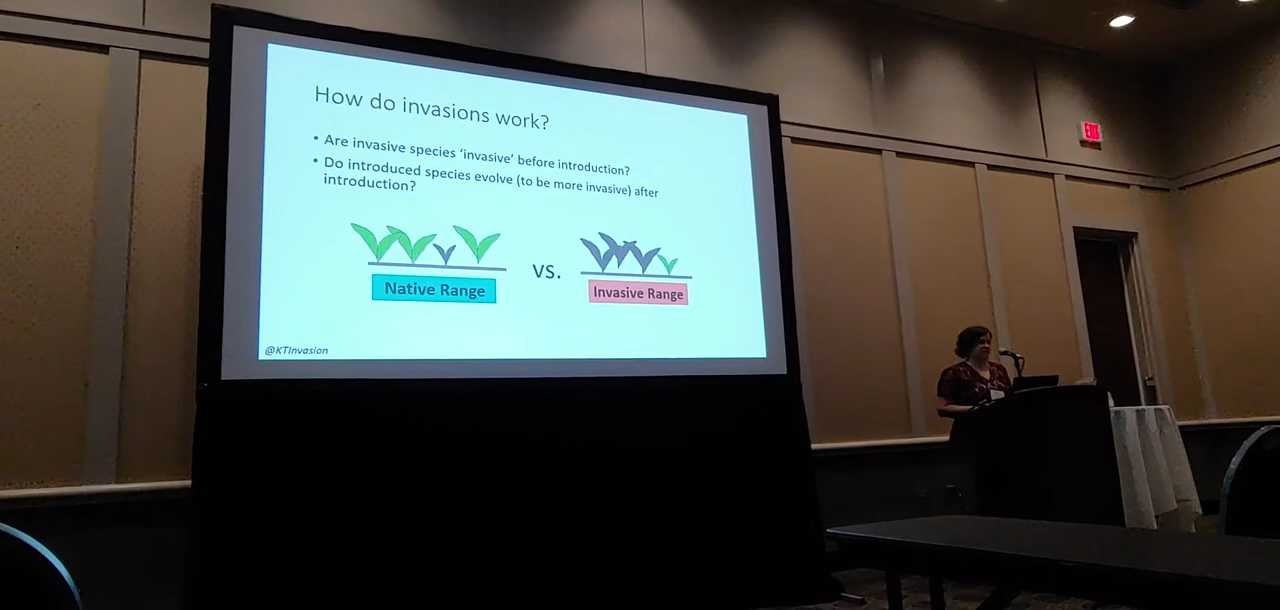 How do invasions work?
• Are invasive species ‘invasive’ before introduction?
• Do introduced species evolve (to be more invasive) after
introduction?
vs.
Native Range
Invasive Range
@KTInvasion
EXIT